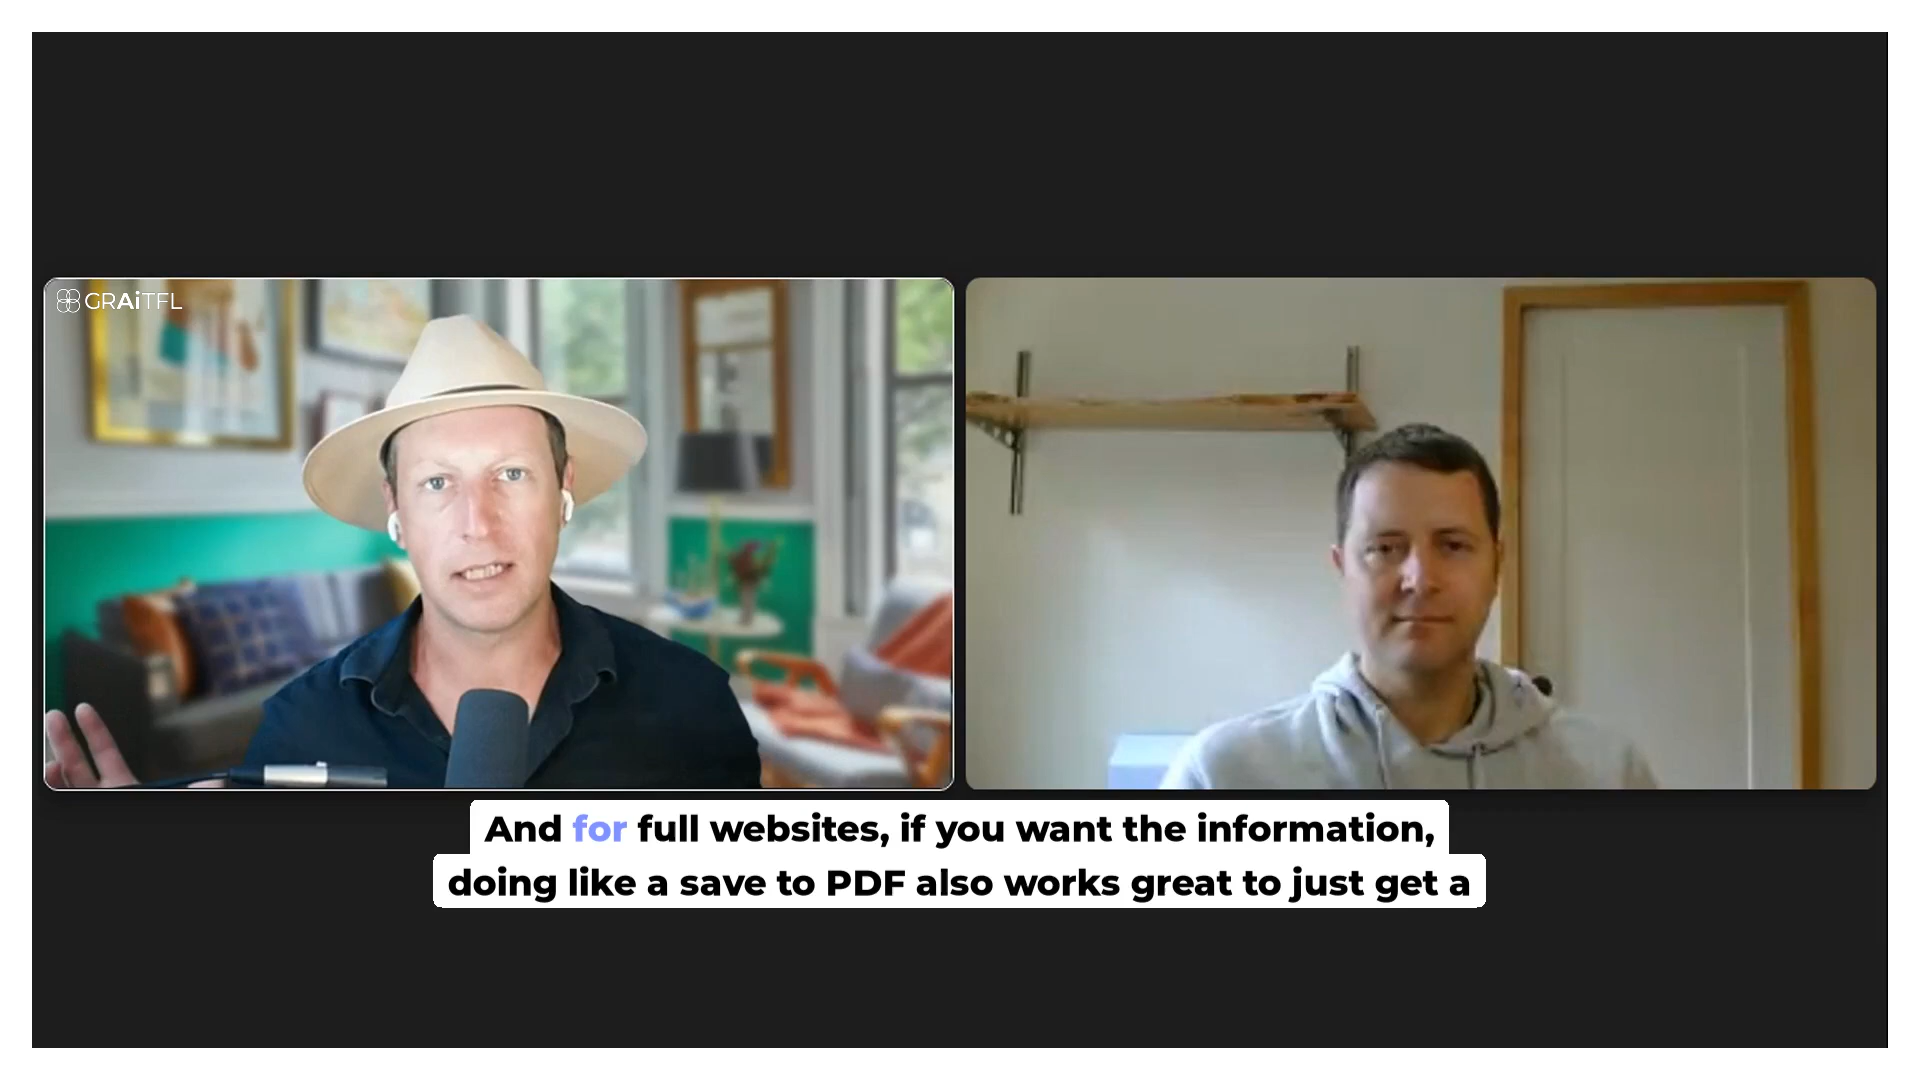 GRAiTFL
And for full websites, if you want the information,
doing like a save to PDF also works great to just get a